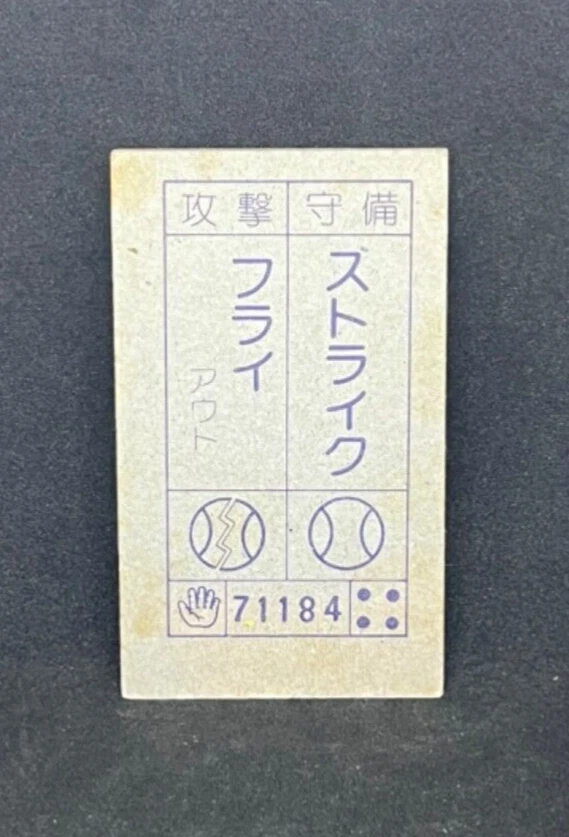 攻撃 守備
ストライク
フライ
アウト
71184